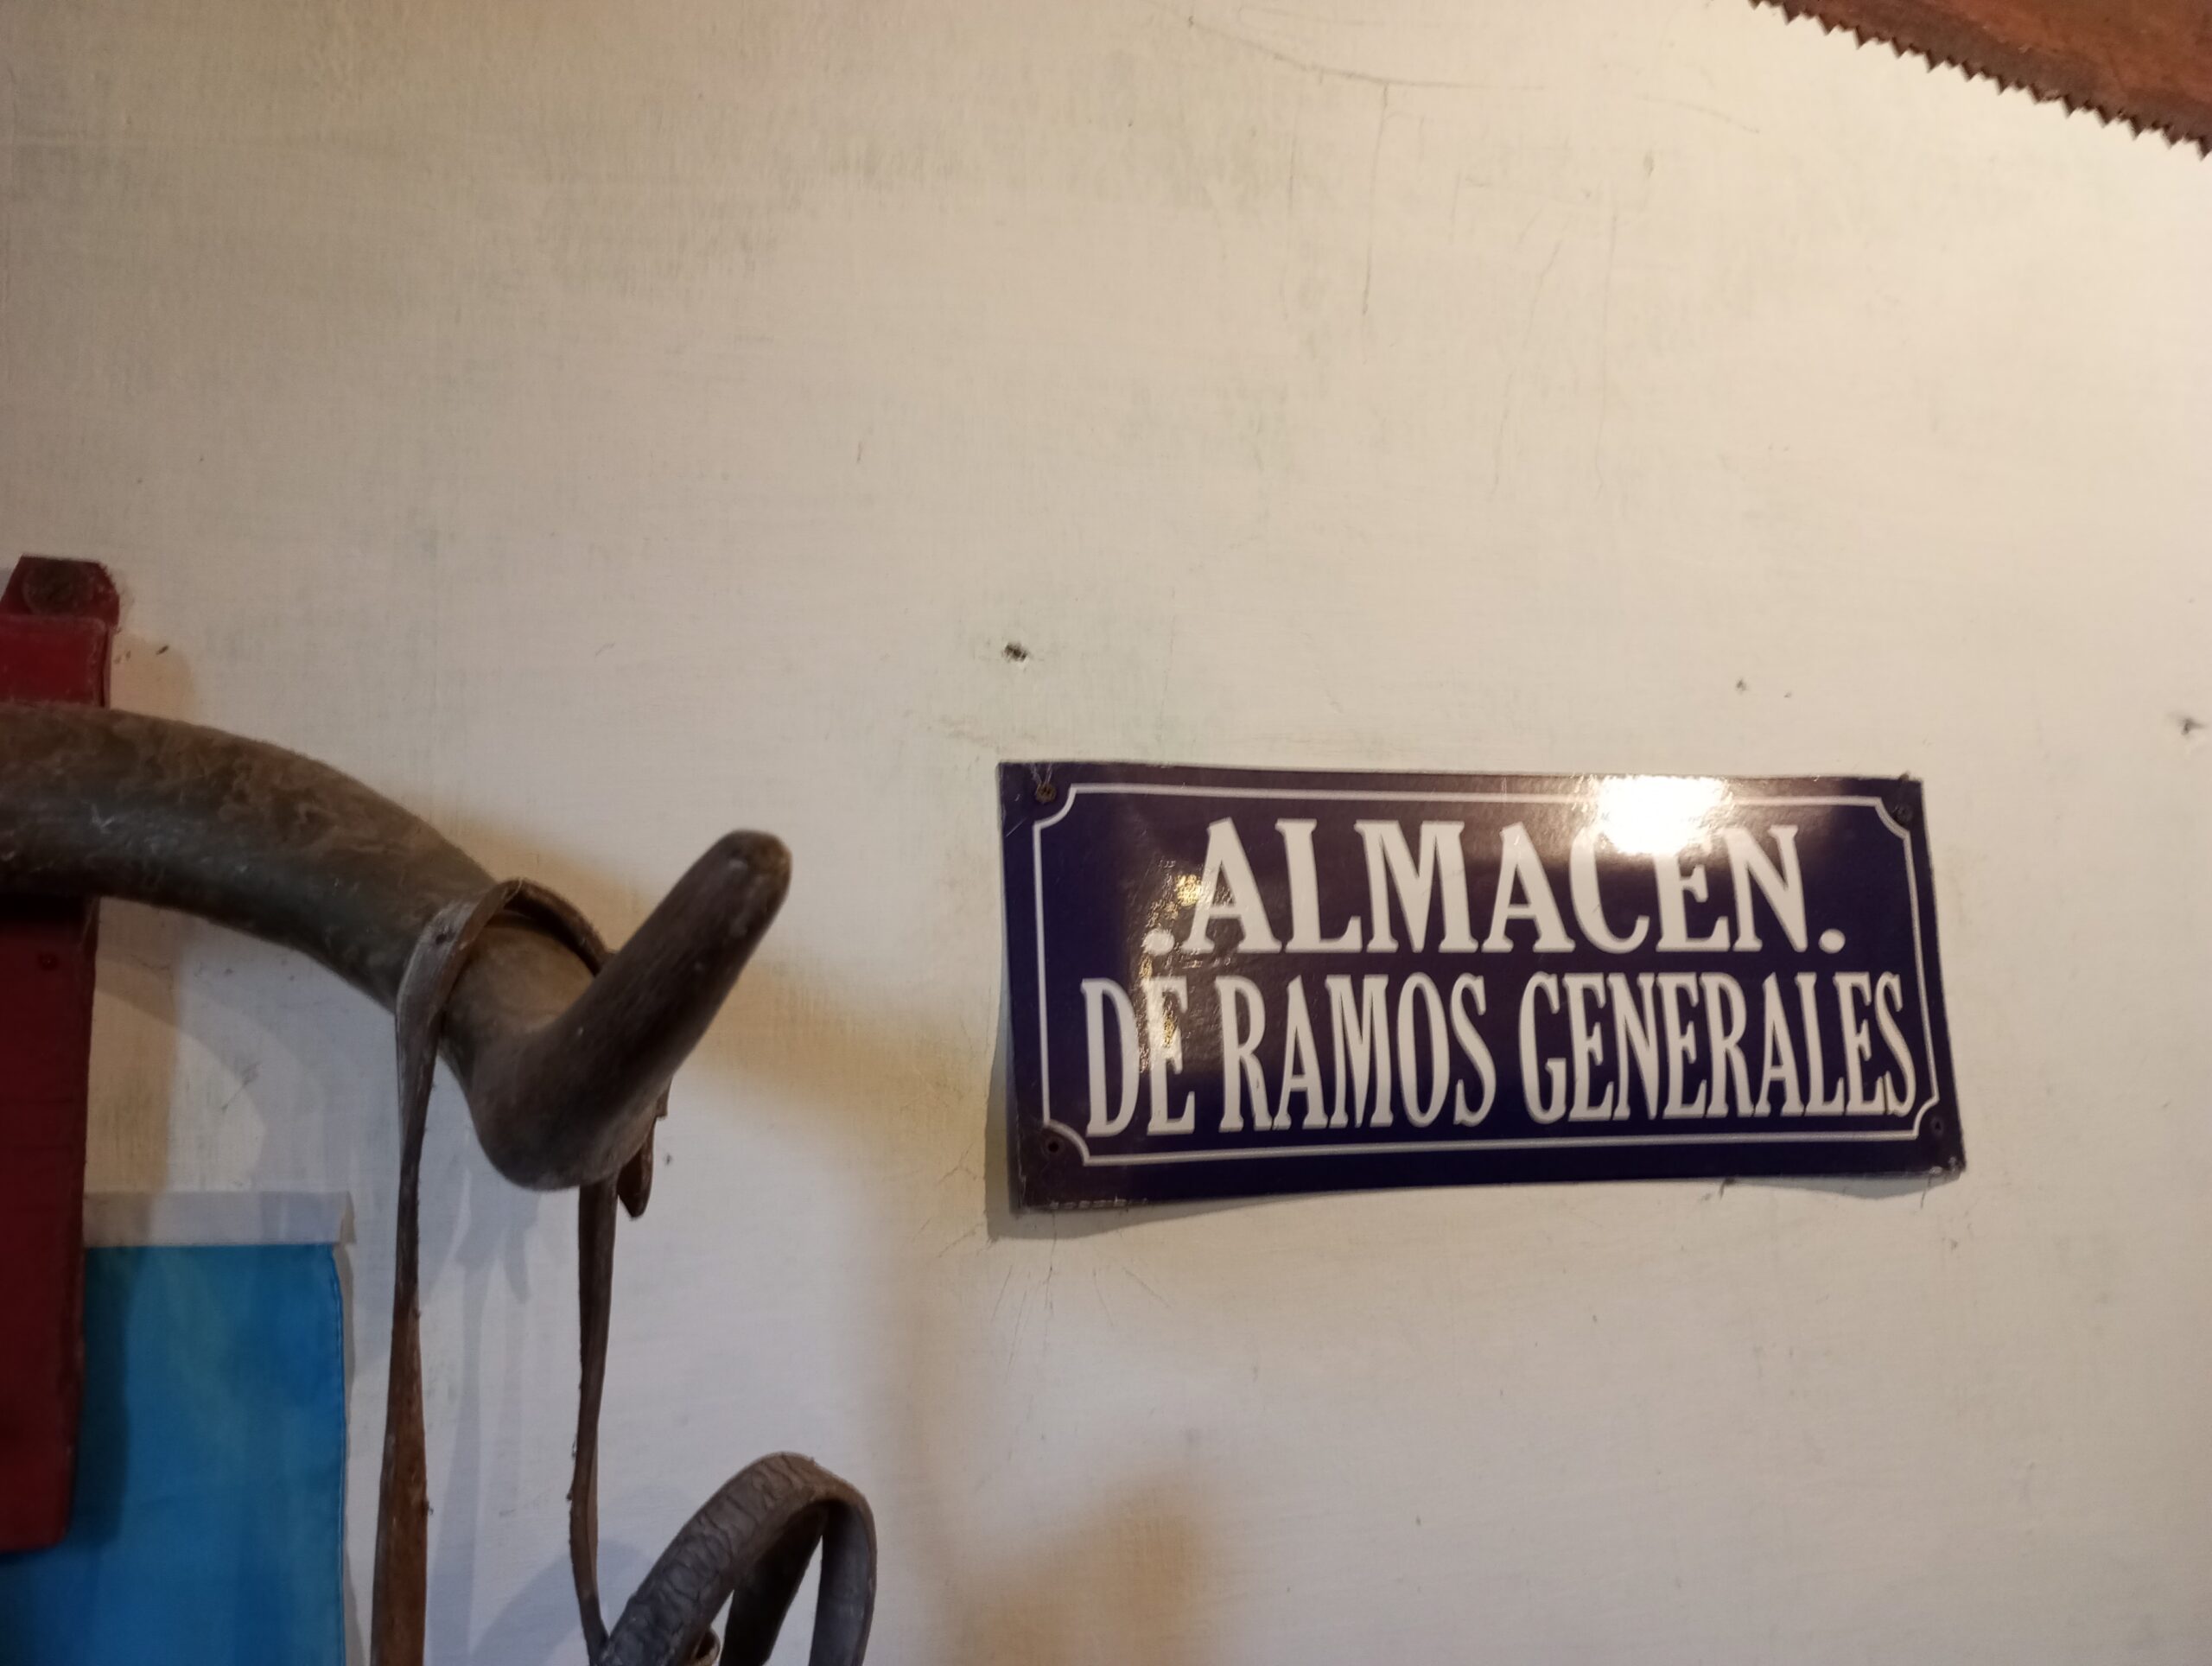 .ALMACEN.
DE RAMOS GENERALES